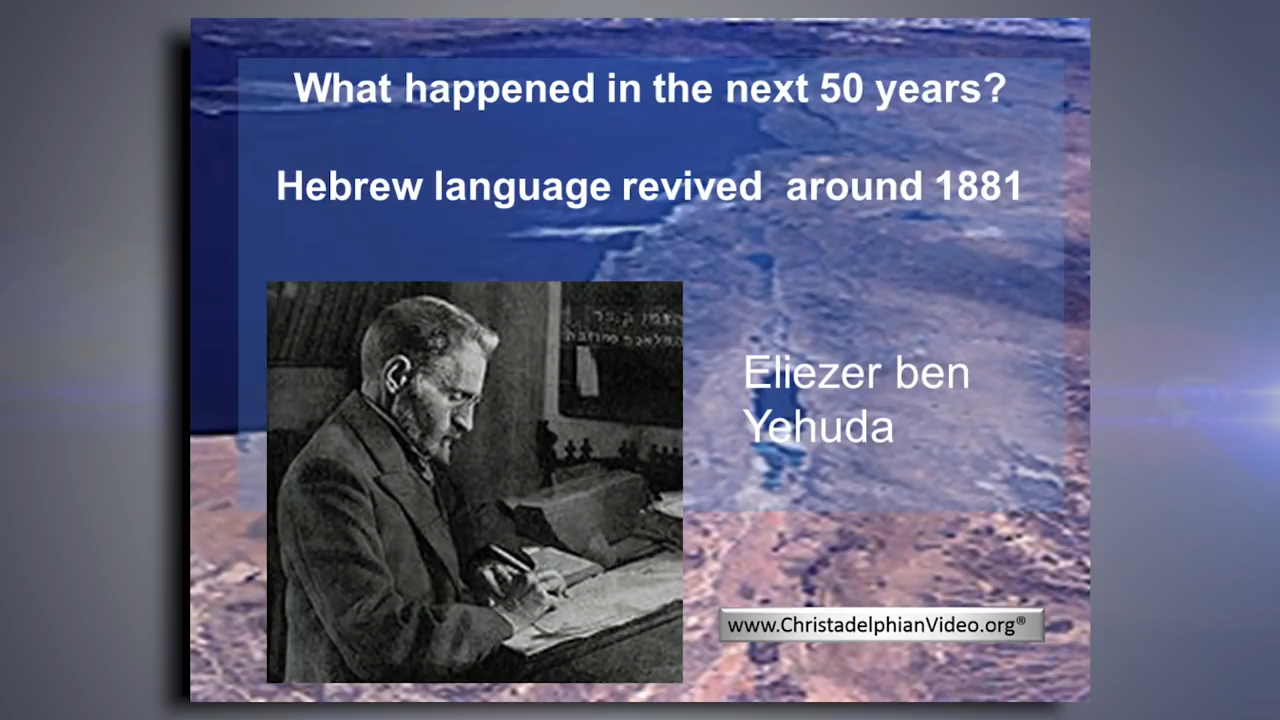 What happened in the next 50 years?
Hebrew language revived around 1881
Eliezer ben
Yehuda
www.ChristadelphianVideo.org®